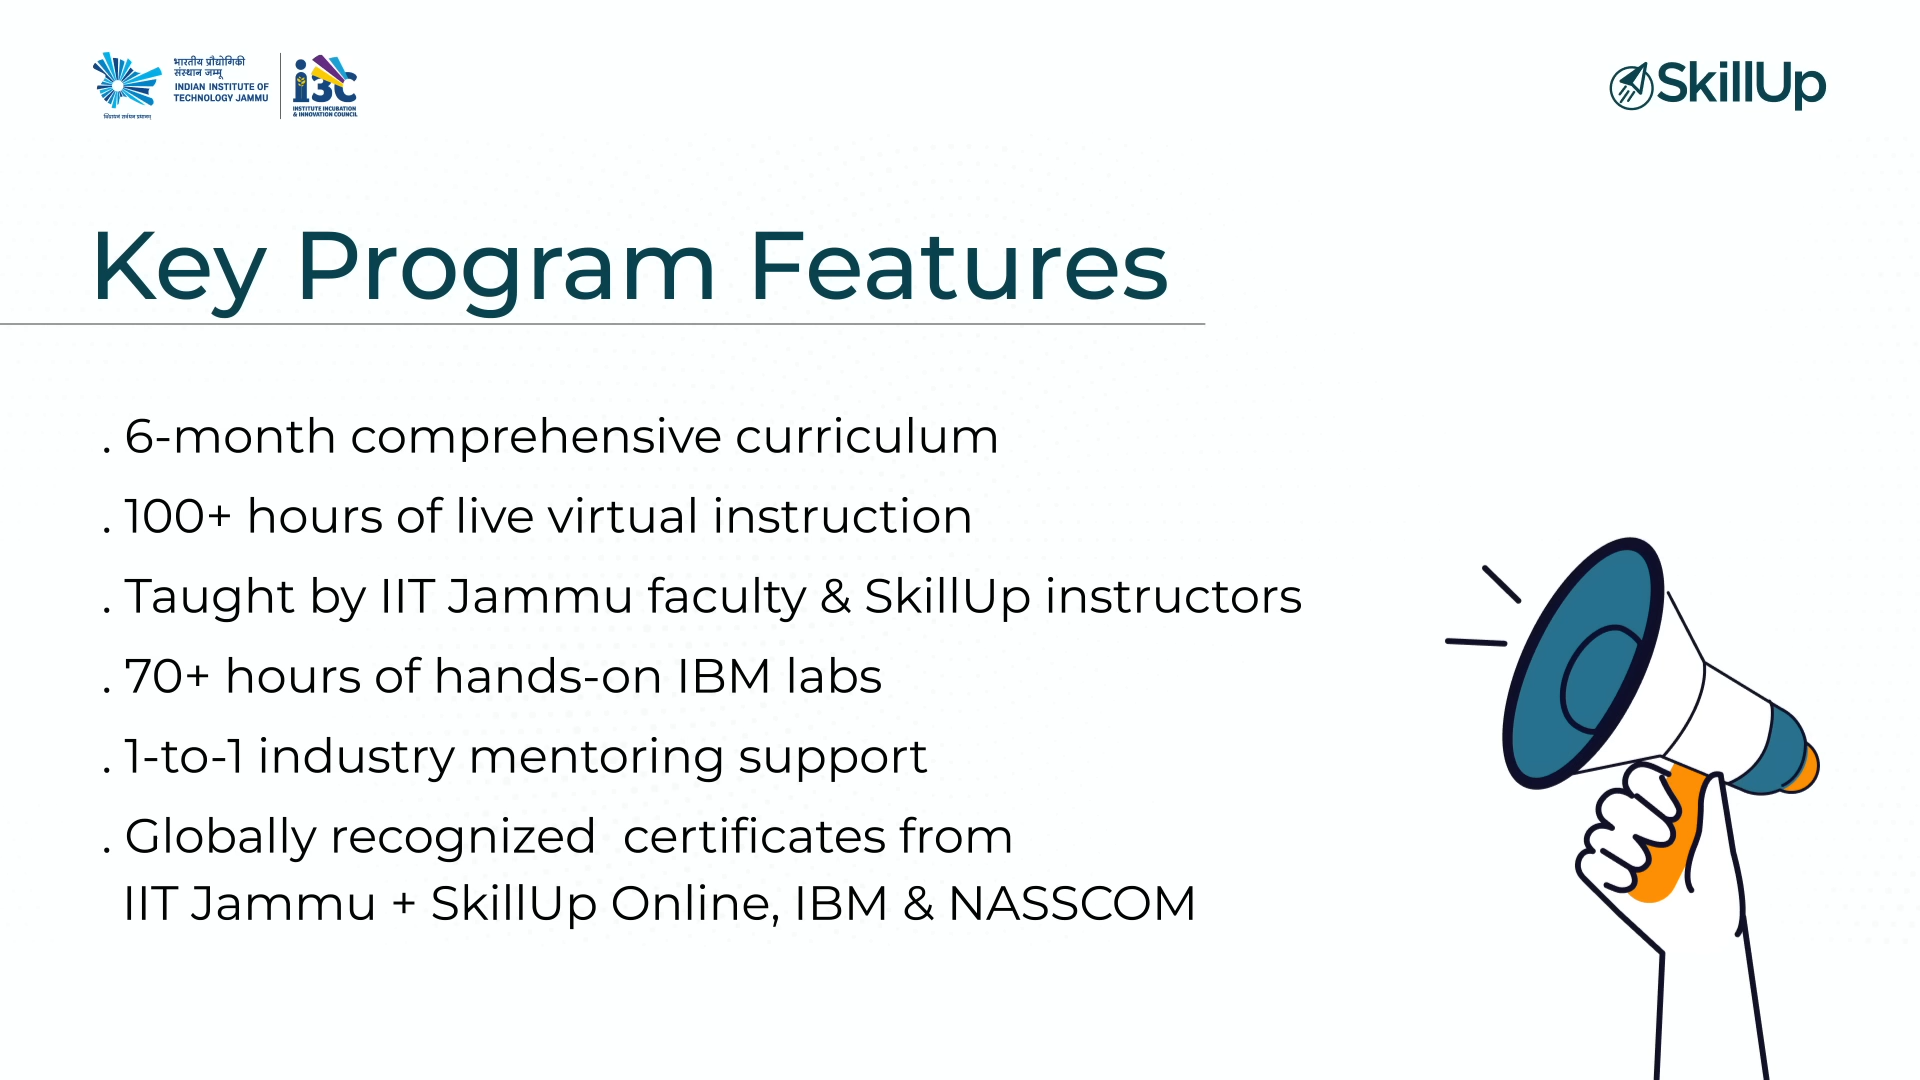 भारतीय प्रौद्योगिकी
संस्थान जम्मू
INDIAN INSTITUTE OF
TECHNOLOGY JAMMU
i3c
INSTITUTE INCUBATION
& INNOVATION COUNCIL
SkillUp
Key Program Features
. 6-month comprehensive curriculum
. 100+ hours of live virtual instruction
. Taught by IIT Jammu faculty & SkillUp instructors
. 70+ hours of hands-on IBM labs
. 1-to-1 industry mentoring support
. Globally recognized  certificates from
IIT Jammu + SkillUp Online, IBM & NASSCOM